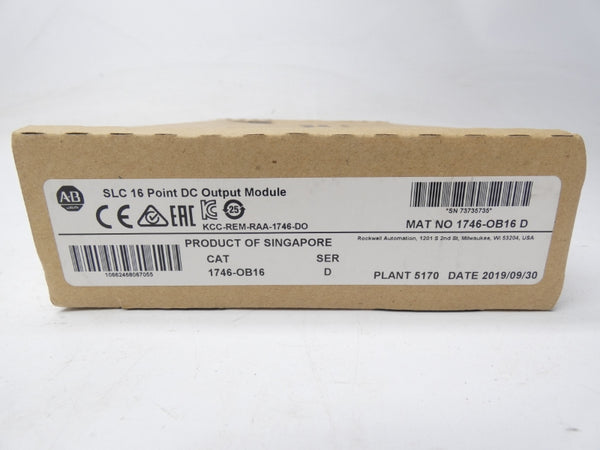 AB
SLC 16 Point DC Output Module
CE EAC 25
KCC-REM-RAA-1746-DO
*SN 73735735*
MAT NO 1746-OB16 D
PRODUCT OF SINGAPORE
Rockwell Automation, 1201 S 2nd St, Milwaukee, WI 53204, USA
10662468067055
CAT SER
1746-OB16 D
PLANT 5170 DATE 2019/09/30